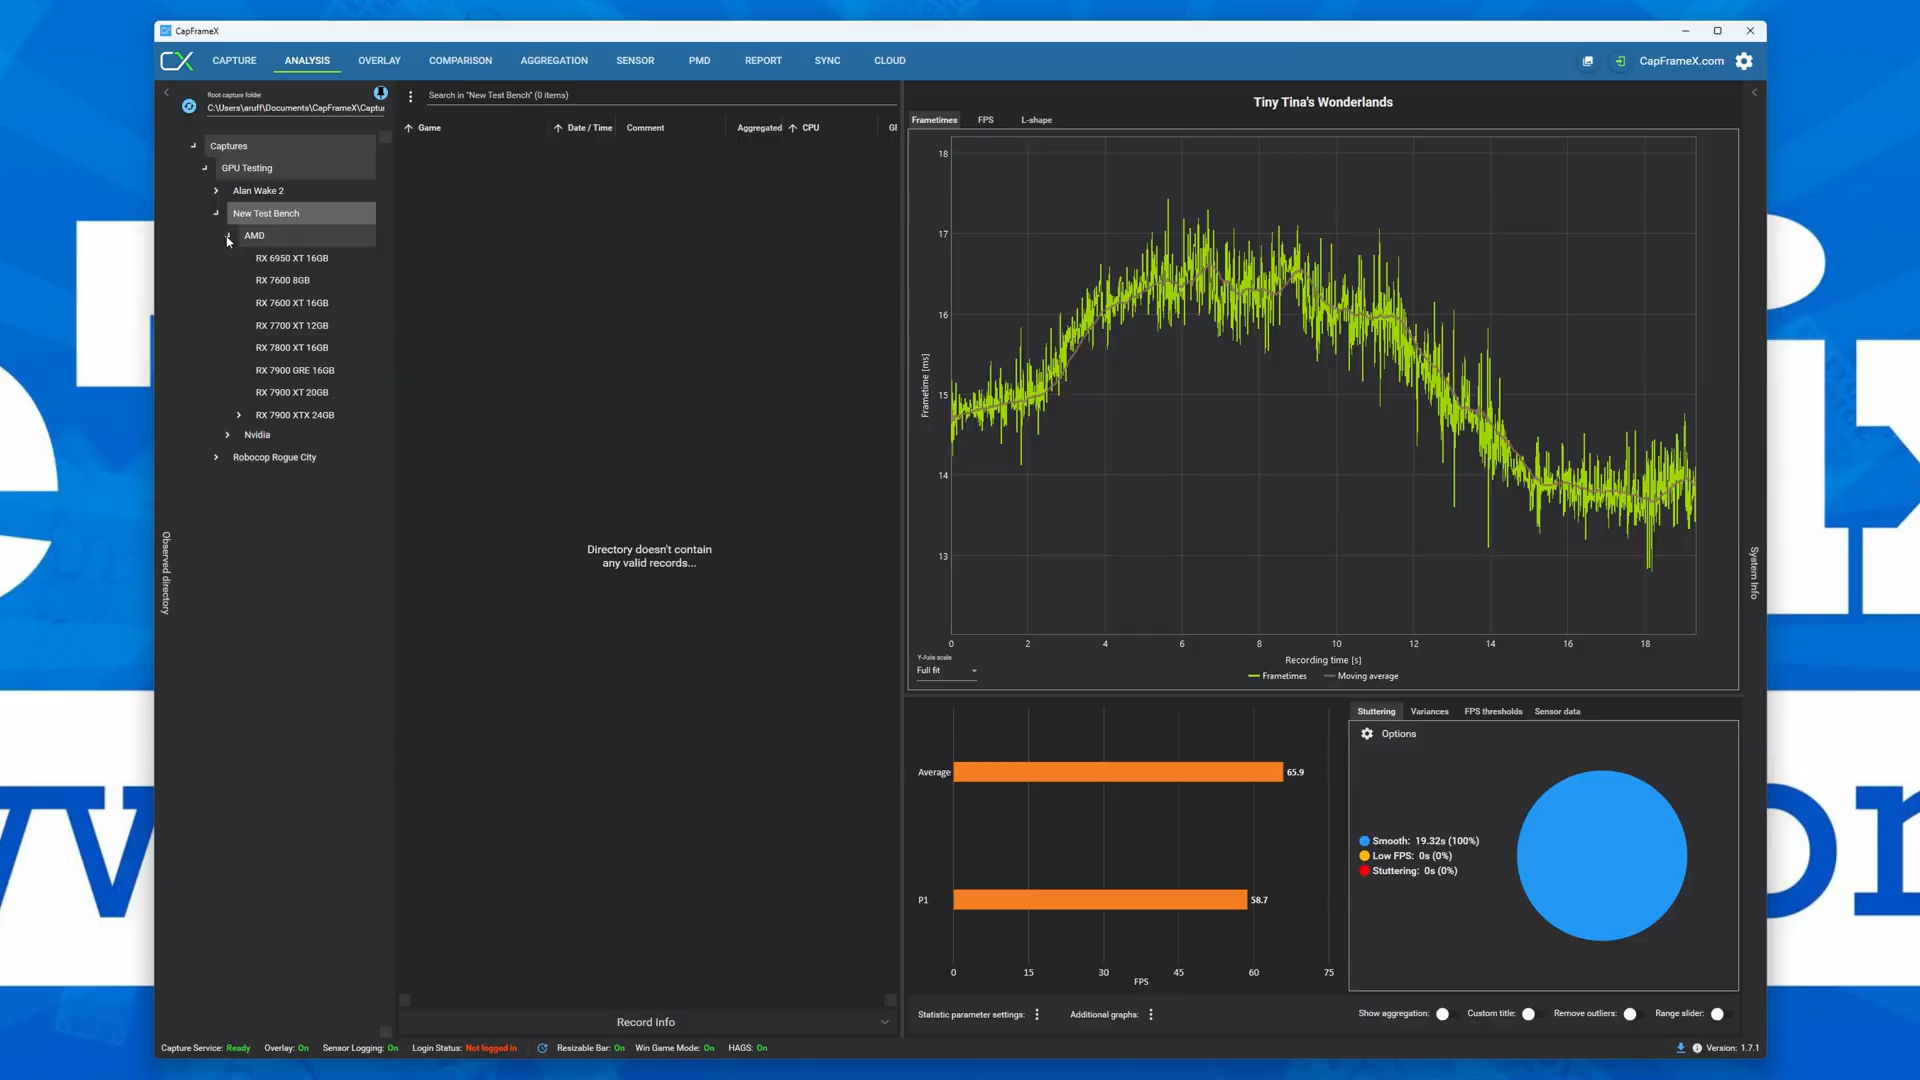 CapFrameX
CX
CAPTURE
ANALYSIS
OVERLAY
COMPARISON
AGGREGATION
SENSOR
PMD
REPORT
SYNC
CLOUD
CapFrameX.com
Root capture folder
C:\Users\aruff\Documents\CapFrameX\Captur
Captures
GPU Testing
Alan Wake 2
New Test Bench
AMD
RX 6950 XT 16GB
RX 7600 8GB
RX 7600 XT 16GB
RX 7700 XT 12GB
RX 7800 XT 16GB
RX 7900 GRE 16GB
RX 7900 XT 20GB
RX 7900 XTX 24GB
Nvidia
Robocop Rogue City
Observed directory
Search in "New Test Bench" (0 items)
Game
Date / Time
Comment
Aggregated
CPU
Directory doesn't contain
any valid records...
Record Info
Tiny Tina's Wonderlands
Frametimes
FPS
L-shape
18
17
16
15
14
13
Frametime [ms]
0
2
4
6
8
10
12
14
16
18
Recording time [s]
Y-Axis scale
Full fit
Frametimes
Moving average
System Info
Average
65.9
P1
58.7
0
15
30
45
60
75
FPS
Stuttering
Variances
FPS thresholds
Sensor data
Options
Smooth: 19.32s (100%)
Low FPS: 0s (0%)
Stuttering: 0s (0%)
Statistic parameter settings:
Additional graphs:
Show aggregation:
Custom title:
Remove outliers:
Range slider:
Capture Service: Ready
Overlay: On
Sensor Logging: On
Login Status: Not logged in
Resizable Bar: On
Win Game Mode: On
HAGS: On
Version: 1.7.1